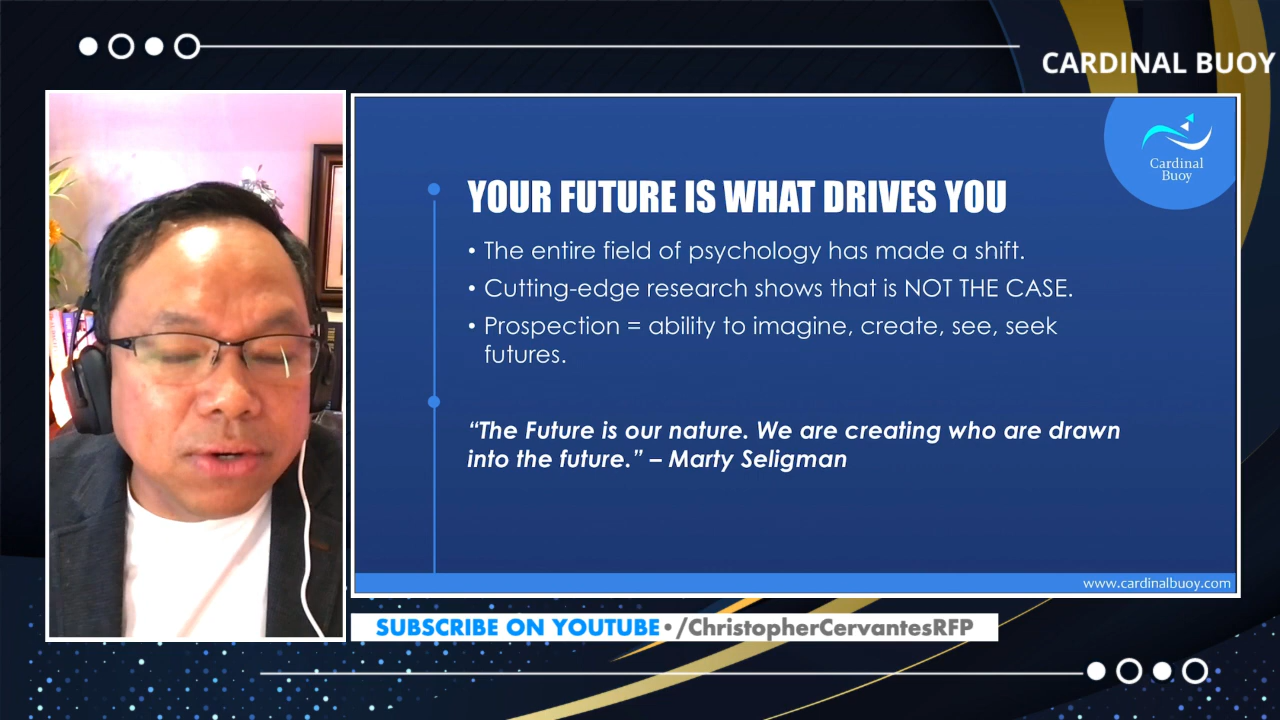 CARDINAL BUOY
Cardinal
Buoy
YOUR FUTURE IS WHAT DRIVES YOU
• The entire field of psychology has made a shift.
• Cutting-edge research shows that is NOT THE CASE.
• Prospection = ability to imagine, create, see, seek
futures.
“The Future is our nature. We are creating who are drawn
into the future.” – Marty Seligman
www.cardinalbuoy.com
SUBSCRIBE ON YOUTUBE • /ChristopherCervantesRFP